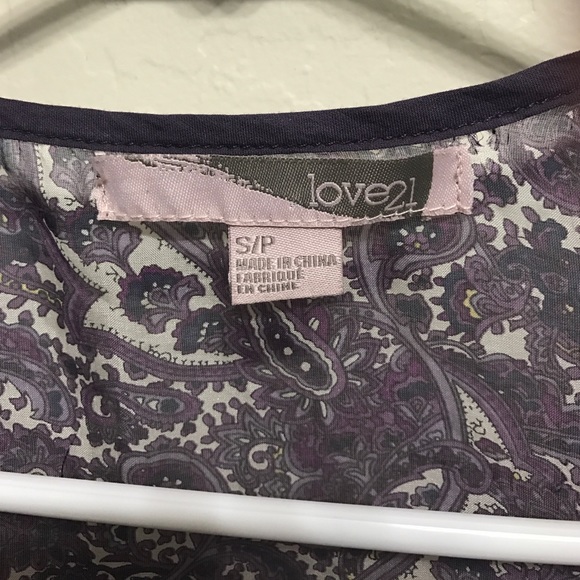 love21
S/P
MADE IN CHINA
FABRIQUÉ
EN CHINE